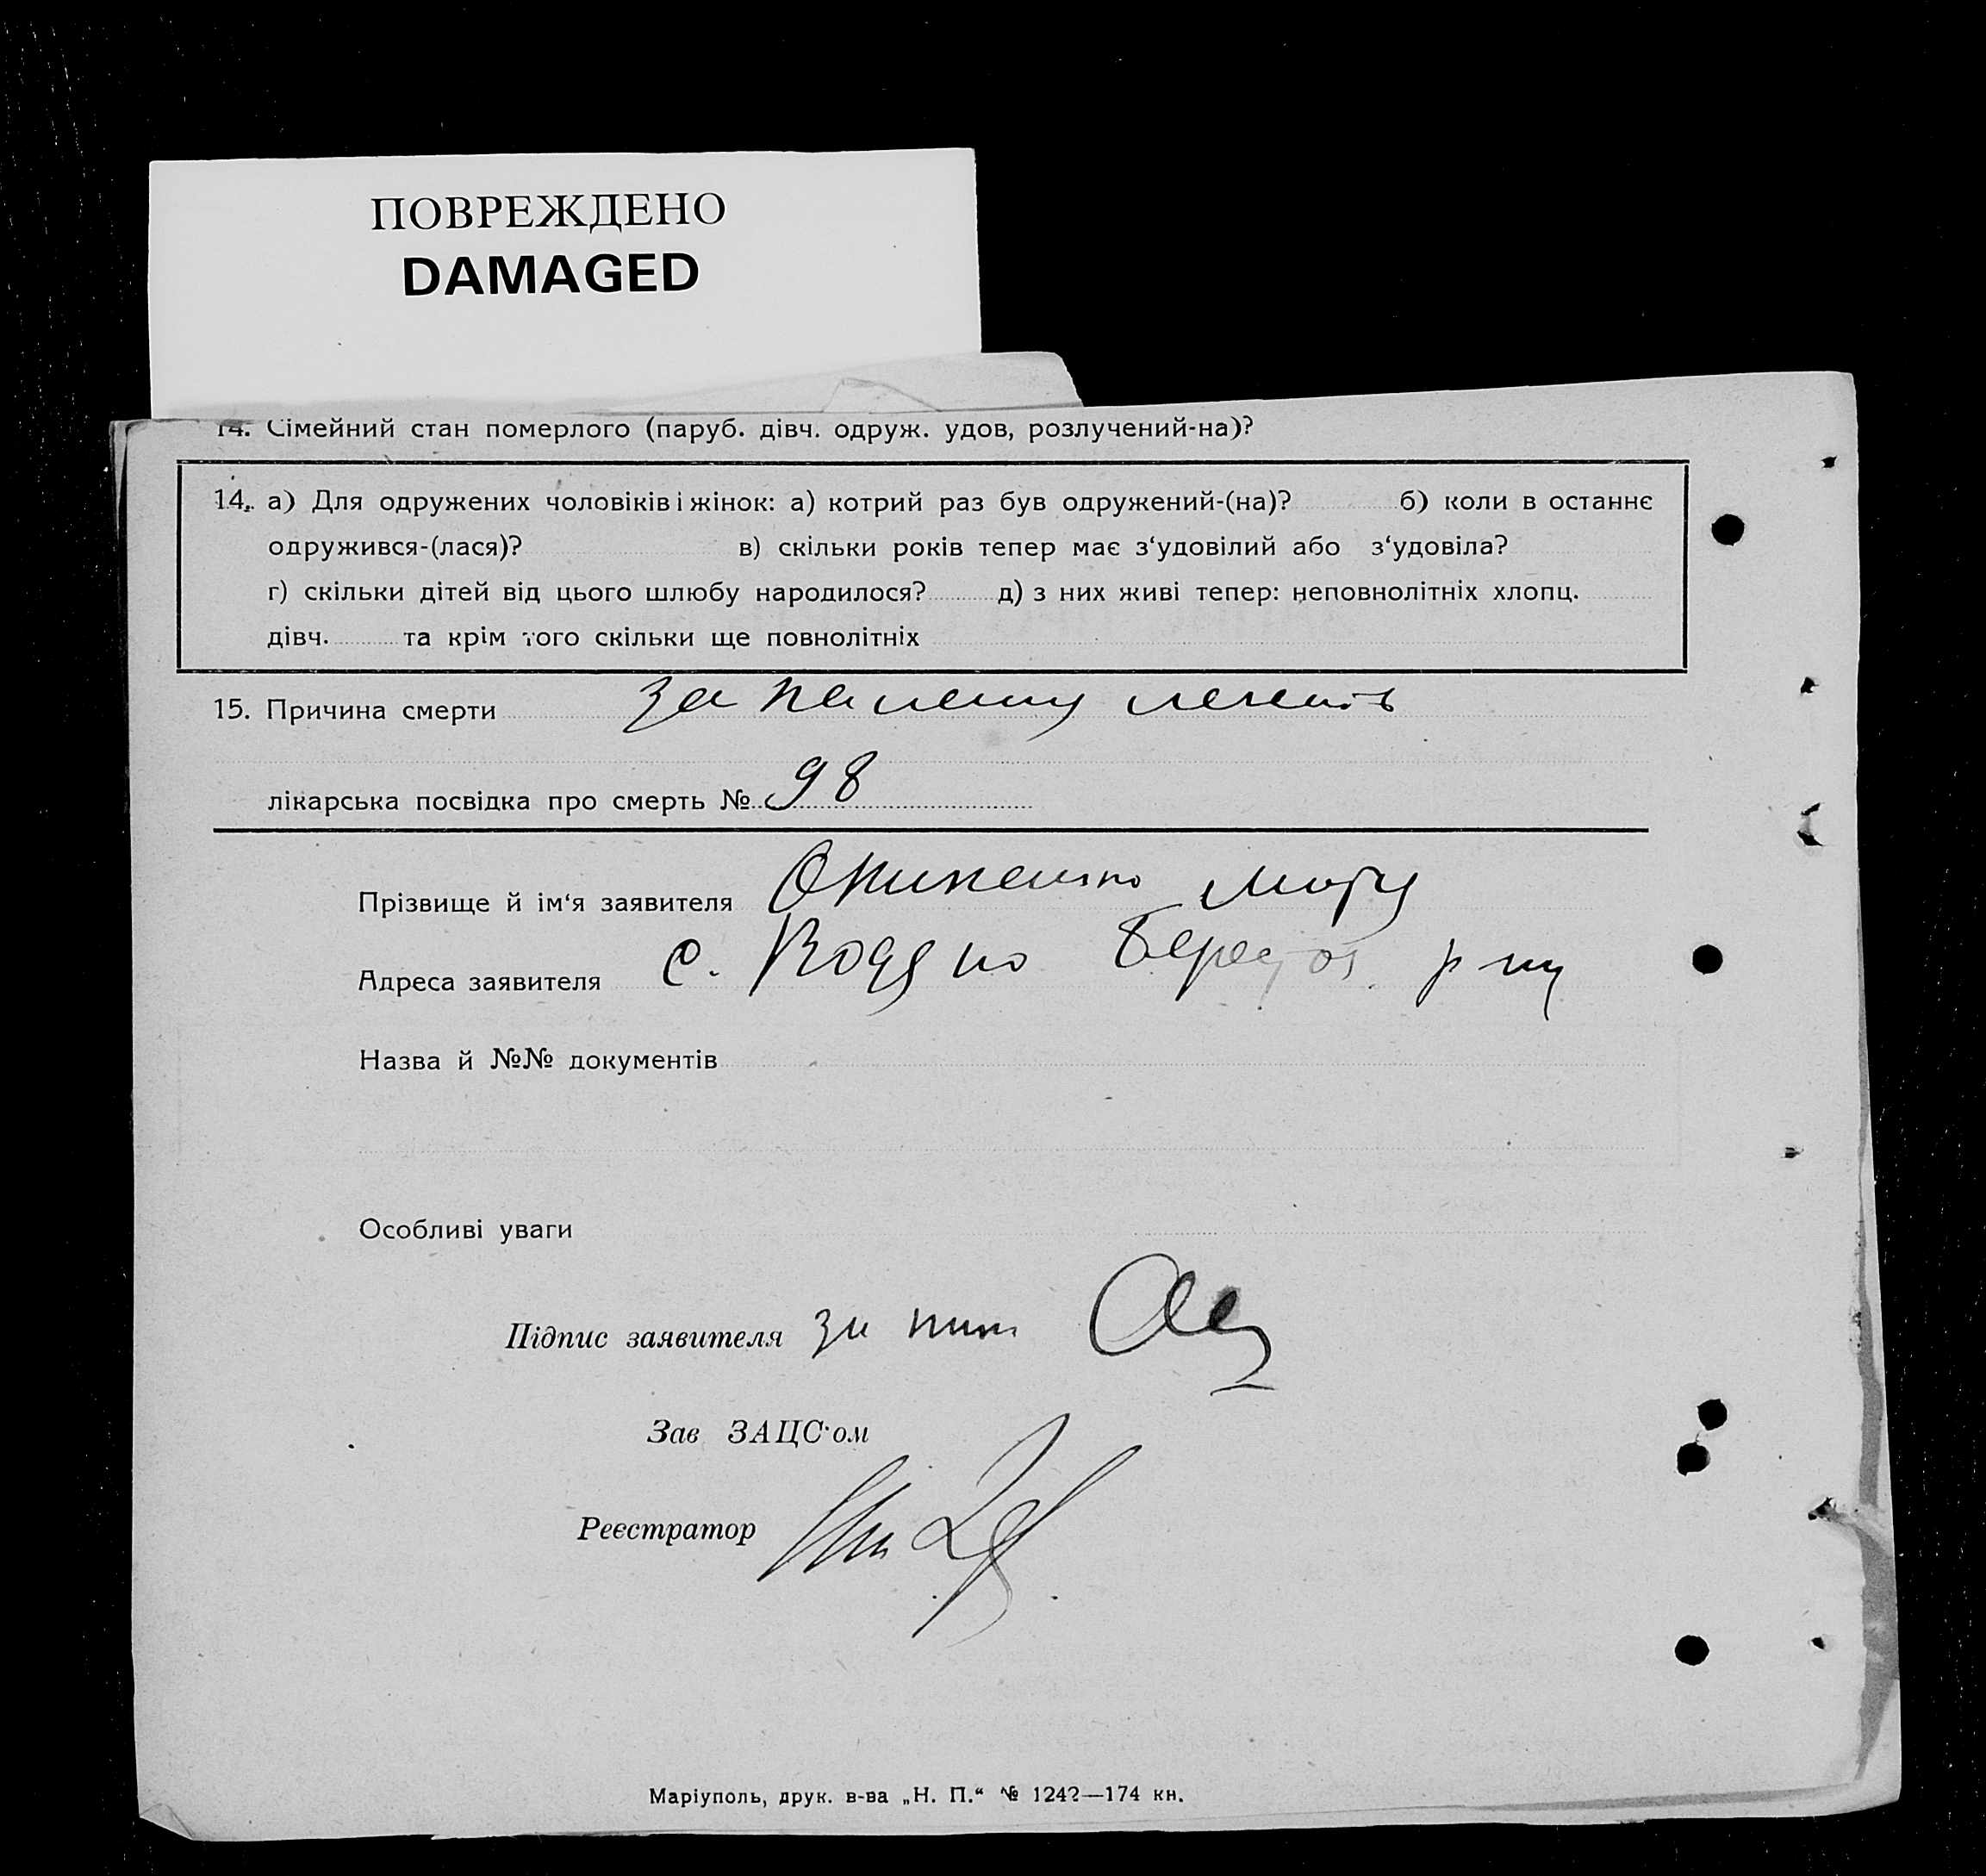 ПОВРЕЖДЕНО
DAMAGED
14. Сімейний стан померлого (паруб. дівч. одруж. удов, розлучений-на)?
14. а) Для одружених чоловіків і жінок: а) котрий раз був одружений-(на)? б) коли в останнє
одружився-(лася)? в) скільки років тепер має з‘удовілий або з‘удовіла?
г) скільки дітей від цього шлюбу народилося? д) з них живі тепер: неповнолітніх хлопц.
дівч. та крім того скільки ще повнолітніх
15. Причина смерти запалення легень
лікарська посвідка про смерть № 98
Прізвище й ім‘я заявителя
Адреса заявителя с.
Назва й №№ документів
Особливі уваги
Підпис заявителя за
Зав ЗАЦС‘ом
Реєстратор
Маріуполь, друк. в-ва „Н. П.“ № 1242—174 кн.